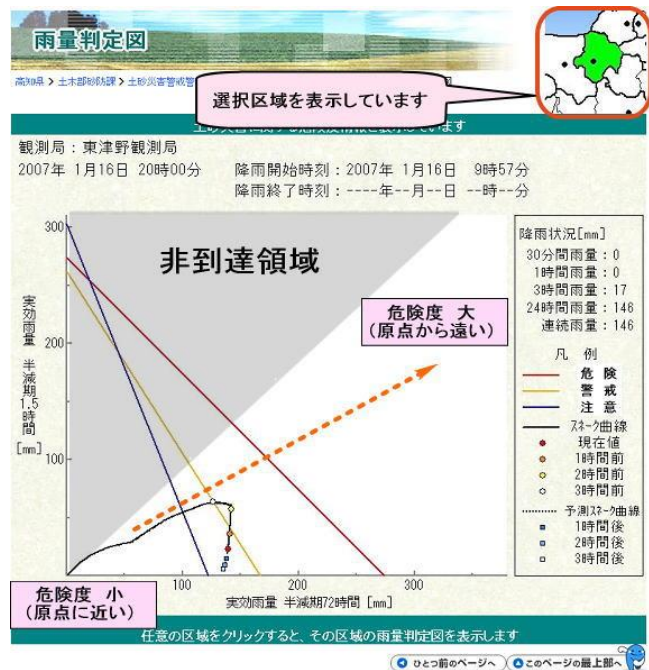 雨量判定図
高知県 > 土木部砂防課 > 土砂災害警戒
選択区域を表示しています
観測局：東津野観測局
2007年 1月16日 20時00分
降雨開始時刻：2007年 1月16日 9時57分
降雨終了時刻：----年--月--日 --時--分
300
200
100
実効雨量 半減期1.5時間 [mm]
非到達領域
危険度 大
（原点から遠い）
危険度 小
（原点に近い）
100
200
300
実効雨量 半減期72時間 [mm]
降雨状況[mm]
30分間雨量：0
1時間雨量：0
3時間雨量：17
24時間雨量：146
連続雨量：146
凡 例
危 険
警 戒
注 意
スネーク曲線
現在値
1時間前
2時間前
3時間前
予測スネーク曲線
1時間後
2時間後
3時間後
任意の区域をクリックすると、その区域の雨量判定図を表示します
ひとつ前のページへ
このページの最上部へ